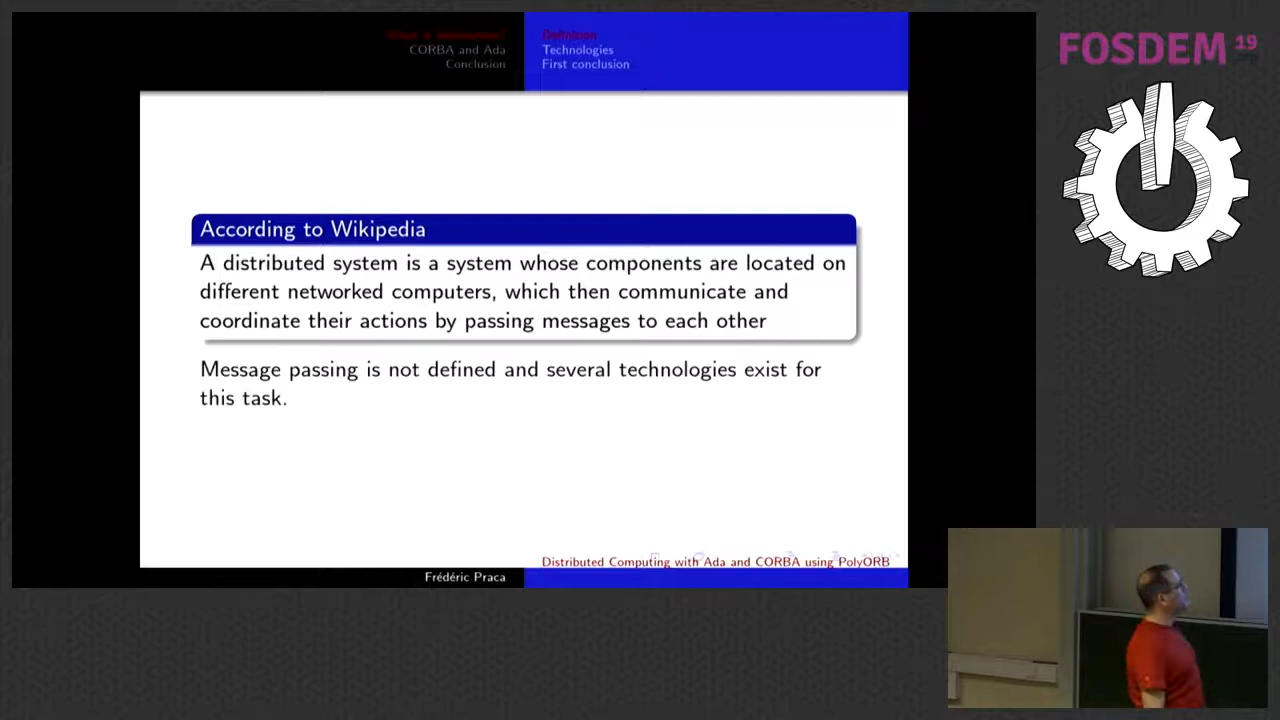 CORBA and Ada
Conclusion
Definition
Technologies
First conclusion
FOSDEM 19
.org
According to Wikipedia
A distributed system is a system whose components are located on
different networked computers, which then communicate and
coordinate their actions by passing messages to each other
Message passing is not defined and several technologies exist for
this task.
Distributed Computing with Ada and CORBA using PolyORB
Frédéric Praca